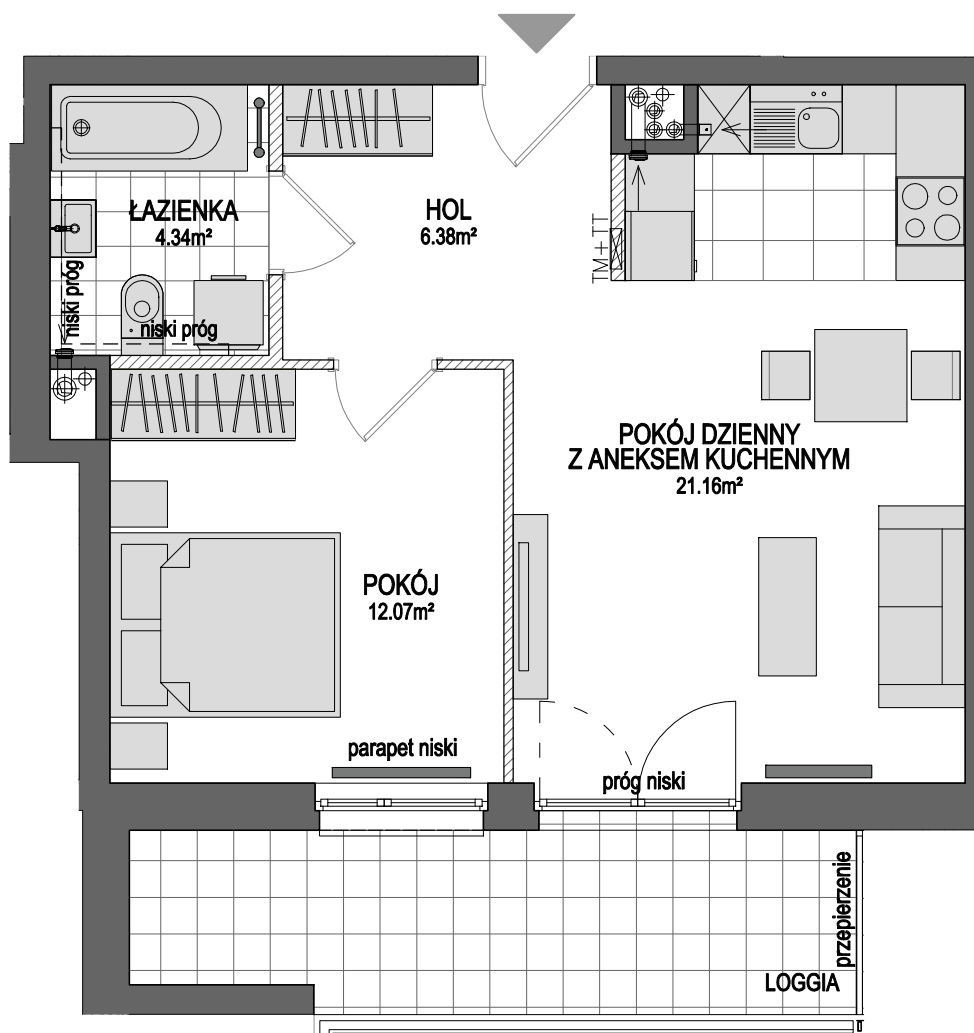 ŁAZIENKA
4.34m²
HOL
6.38m²
TM+TT
niski próg
niski próg
POKÓJ DZIENNY
Z ANEKSEM KUCHENNYM
21.16m²
POKÓJ
12.07m²
parapet niski
próg niski
przepierzenie
LOGGIA